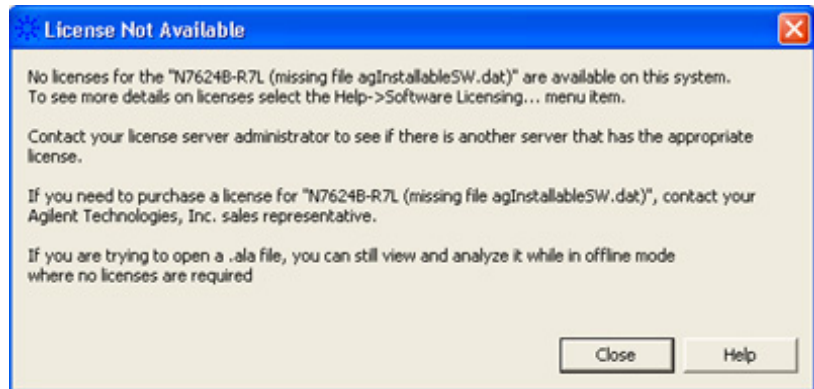 License Not Available
No licenses for the "N7624B-R7L (missing file agInstallableSW.dat)" are available on this system.
To see more details on licenses select the Help->Software Licensing... menu item.
Contact your license server administrator to see if there is another server that has the appropriate
license.
If you need to purchase a license for "N7624B-R7L (missing file agInstallableSW.dat)", contact your
Agilent Technologies, Inc. sales representative.
If you are trying to open a .ala file, you can still view and analyze it while in offline mode
where no licenses are required
Close Help